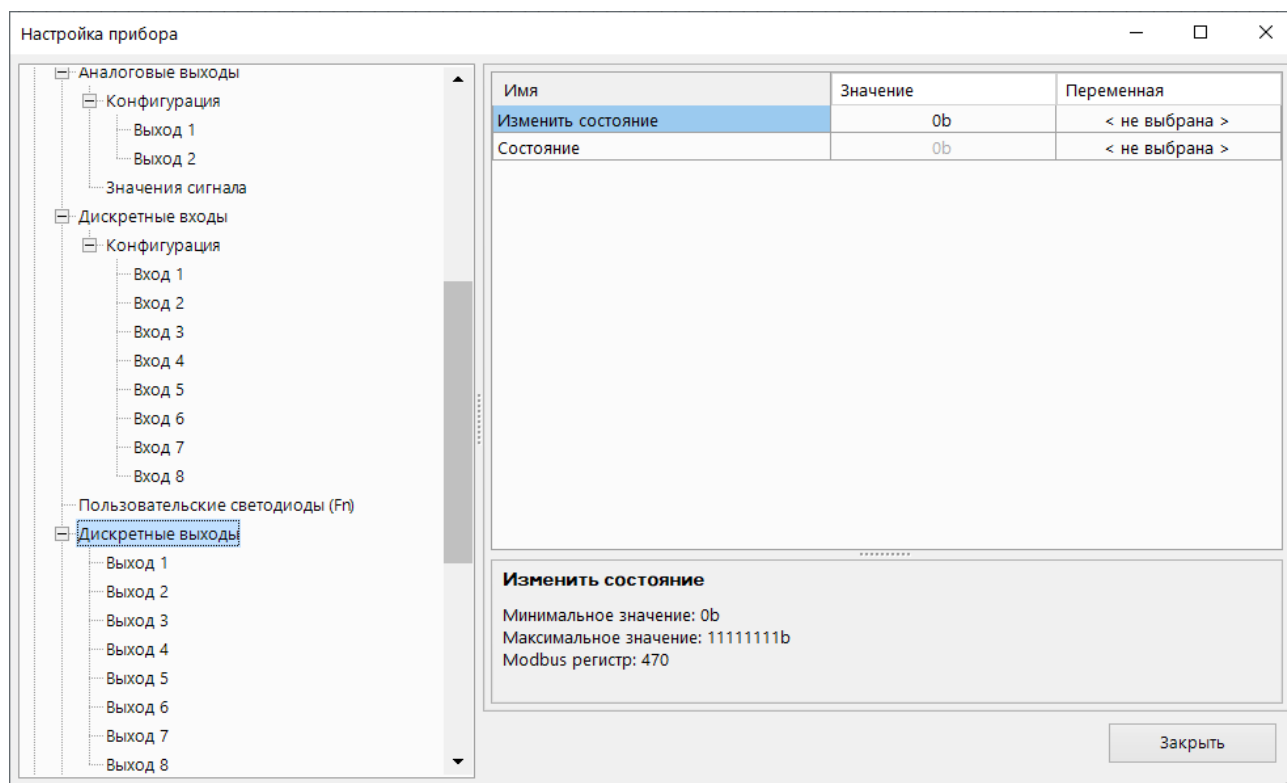 Настройка прибора
Аналоговые выходы
Конфигурация
Выход 1
Выход 2
Значения сигнала
Дискретные входы
Конфигурация
Вход 1
Вход 2
Вход 3
Вход 4
Вход 5
Вход 6
Вход 7
Вход 8
Пользовательские светодиоды (Fn)
Дискретные выходы
Выход 1
Выход 2
Выход 3
Выход 4
Выход 5
Выход 6
Выход 7
Выход 8
Имя Значение Переменная
Изменить состояние 0b < не выбрана >
Состояние 0b < не выбрана >
Изменить состояние
Минимальное значение: 0b
Максимальное значение: 11111111b
Modbus регистр: 470
Закрыть